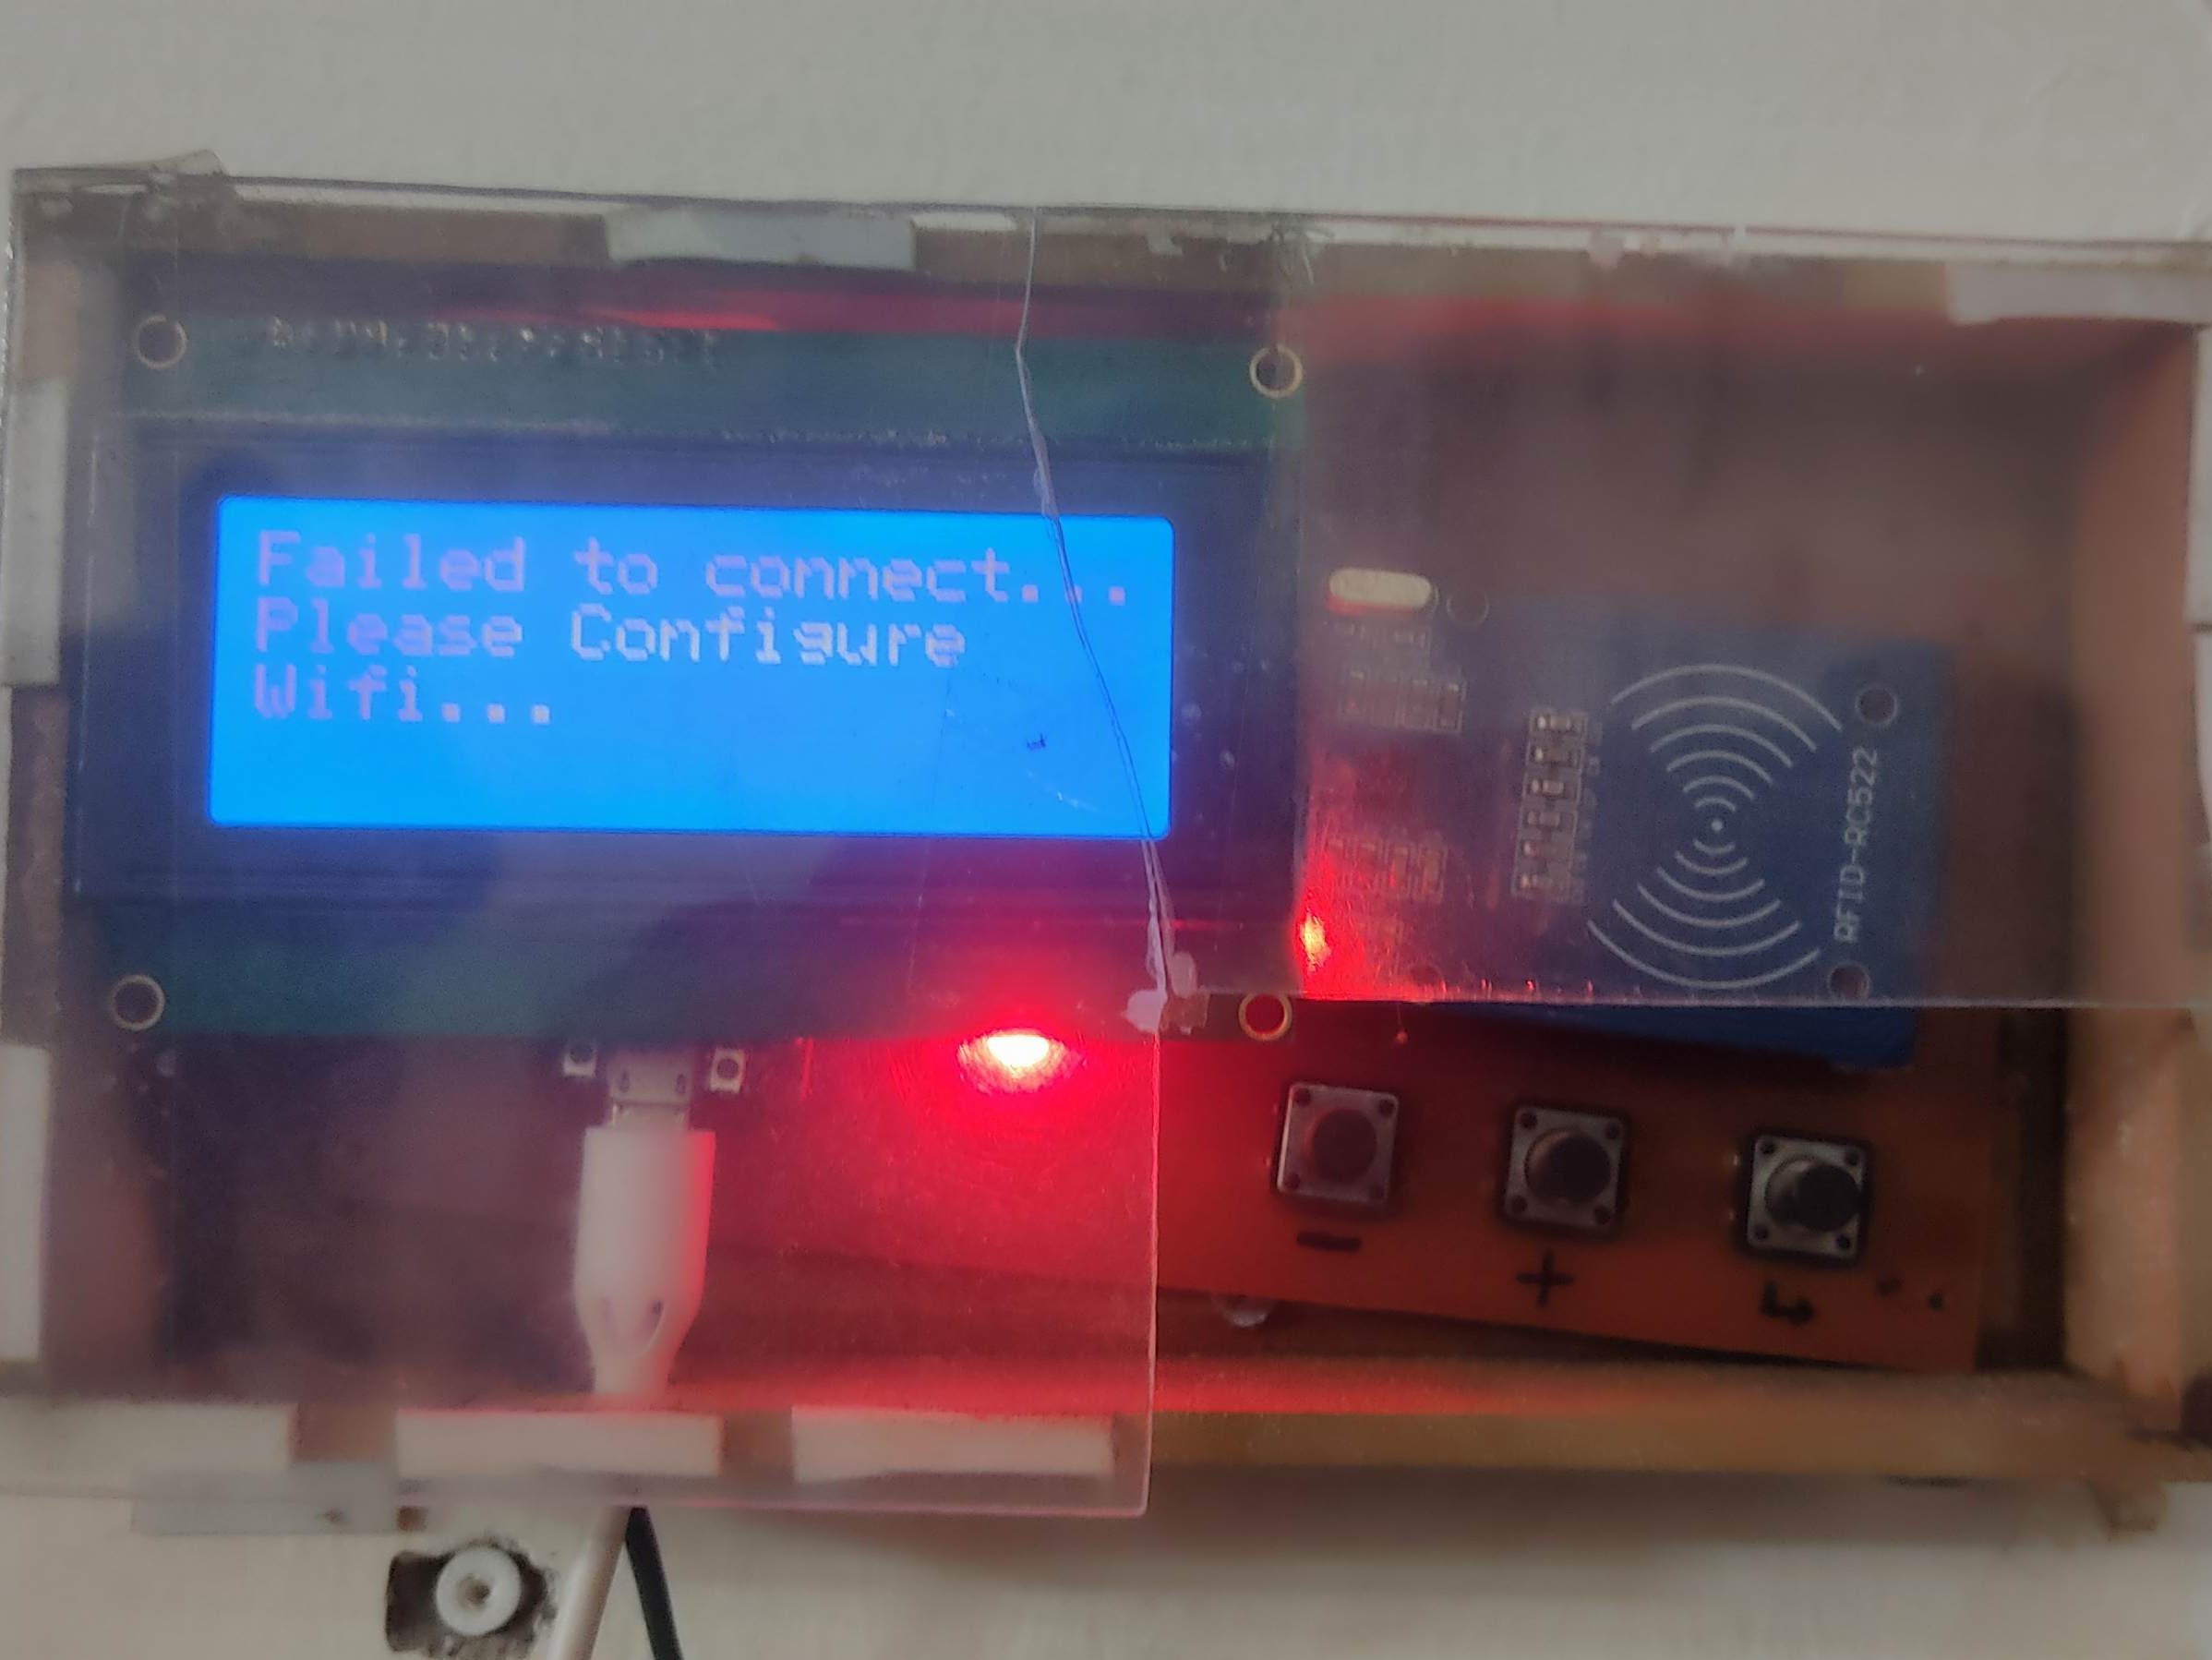 Failed to connect...
Please Configure
Wifi...
RFID-RC522
-
+